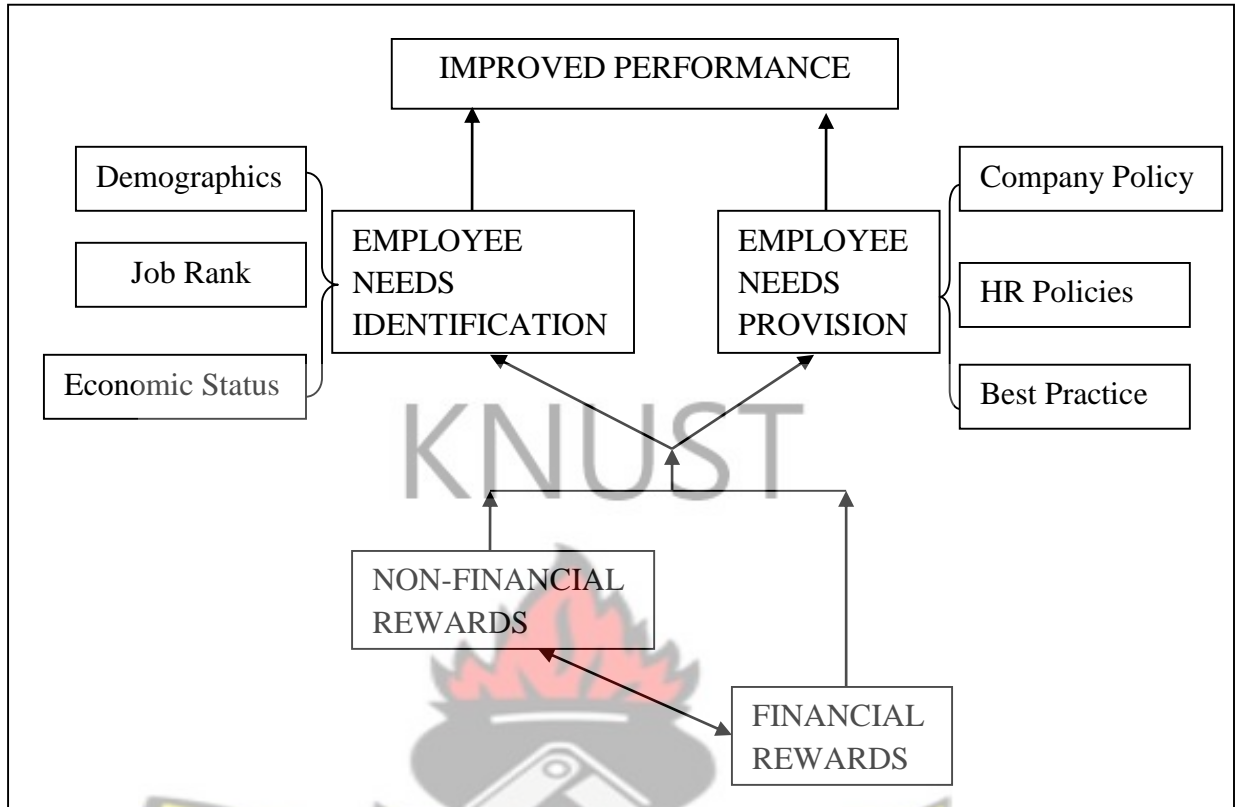 IMPROVED PERFORMANCE
Demographics
Job Rank
Economic Status
EMPLOYEE
NEEDS
IDENTIFICATION
EMPLOYEE
NEEDS
PROVISION
Company Policy
HR Policies
Best Practice
KNUST
NON-FINANCIAL
REWARDS
FINANCIAL
REWARDS